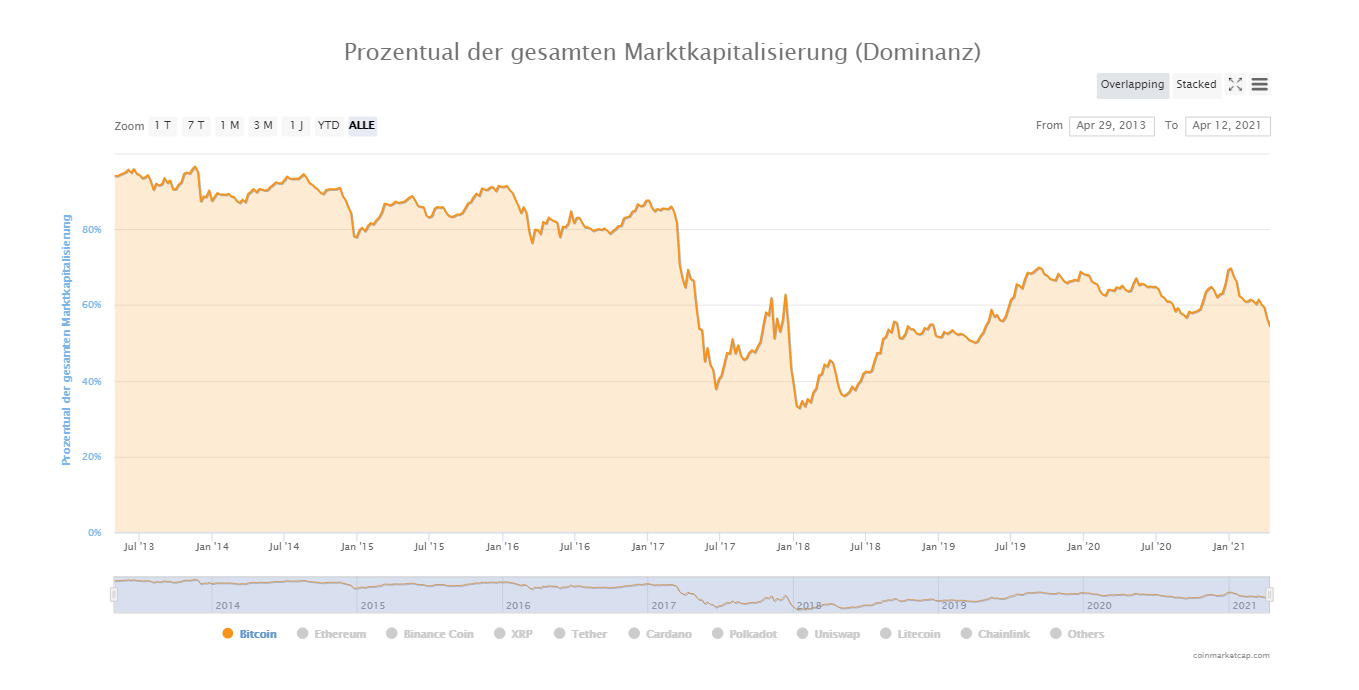 Prozentual der gesamten Marktkapitalisierung (Dominanz)
Overlapping Stacked
Zoom 1 T 7 T 1 M 3 M 1 J YTD ALLE
From Apr 29, 2013 To Apr 12, 2021
Prozentual der gesamten Marktkapitalisierung
80%
60%
40%
20%
0%
Jul '13 Jan '14 Jul '14 Jan '15 Jul '15 Jan '16 Jul '16 Jan '17 Jul '17 Jan '18 Jul '18 Jan '19 Jul '19 Jan '20 Jul '20 Jan '21
2014 2015 2016 2017 2018 2019 2020 2021
Bitcoin Ethereum Binance Coin XRP Tether Cardano Polkadot Uniswap Litecoin Chainlink Others
coinmarketcap.com